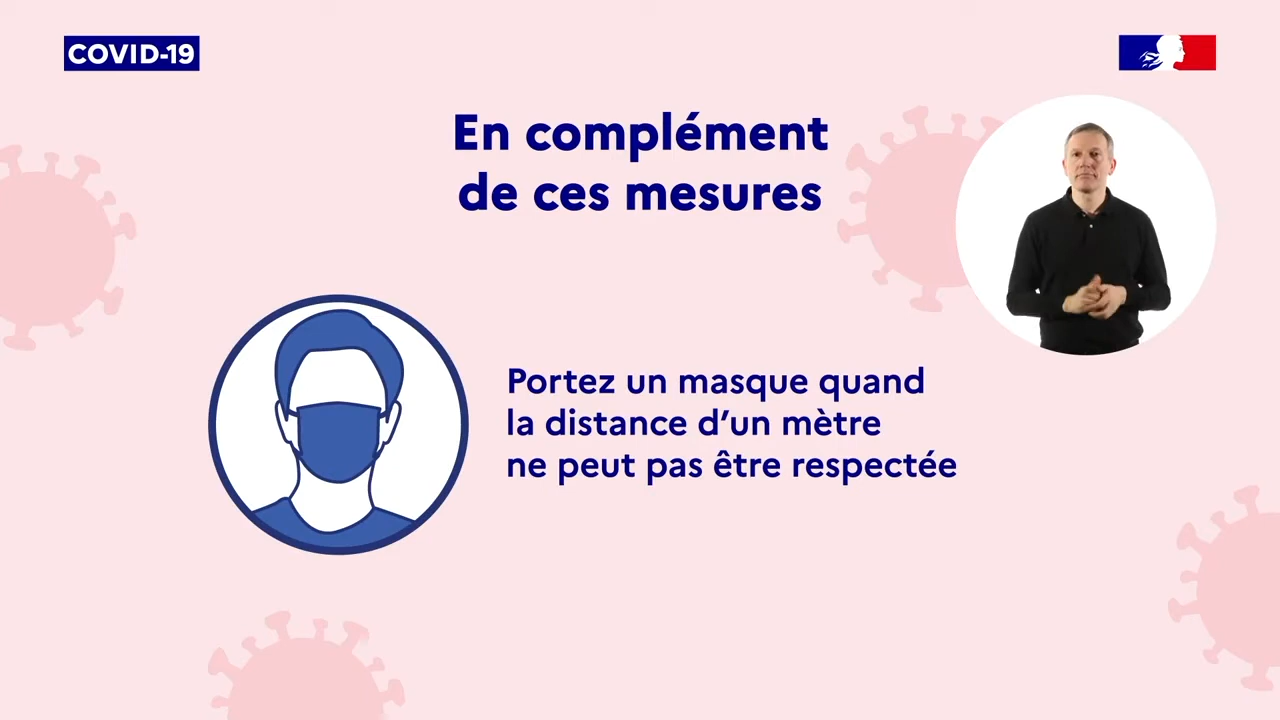 COVID-19
En complément
de ces mesures
Portez un masque quand
la distance d’un mètre
ne peut pas être respectée